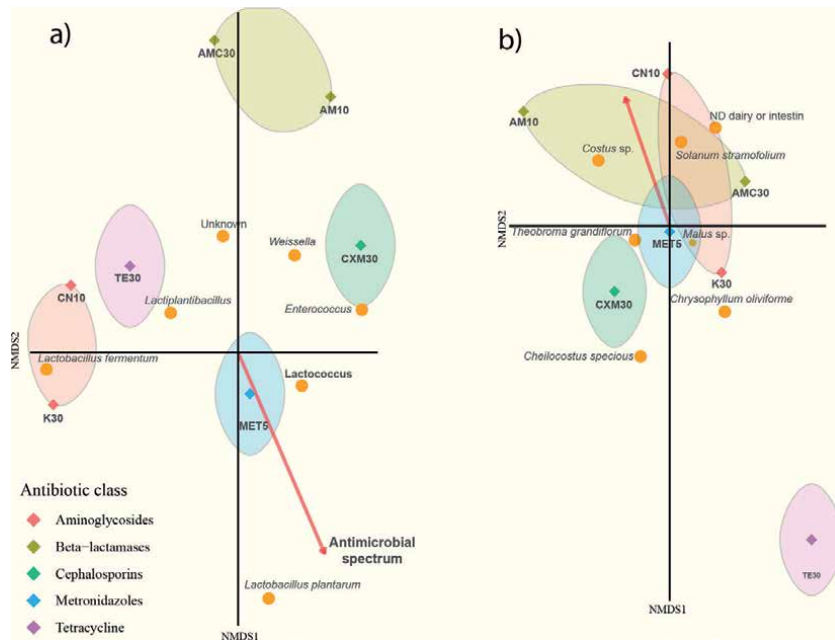 a)
AMC30
AM10
Unknown
Weissella
CXM30
TE30
CN10
Lactiplantibacillus
Enterococcus
NMDS2
Lactobacillus fermentum
Lactococcus
K30
MET5
Antibiotic class
Aminoglycosides
Beta-lactamases
Cephalosporins
Metronidazoles
Tetracycline
Antimicrobial
spectrum
Lactobacillus plantarum
NMDS1
b)
CN10
AM10
ND dairy or intestin
Costus sp.
Solanum stramofolium
AMC30
NMDS2
Theobroma grandiflorum
Malus sp.
MET5
K30
CXM30
Chrysophyllum oliviforme
Cheilocostus specious
TE30
NMDS1